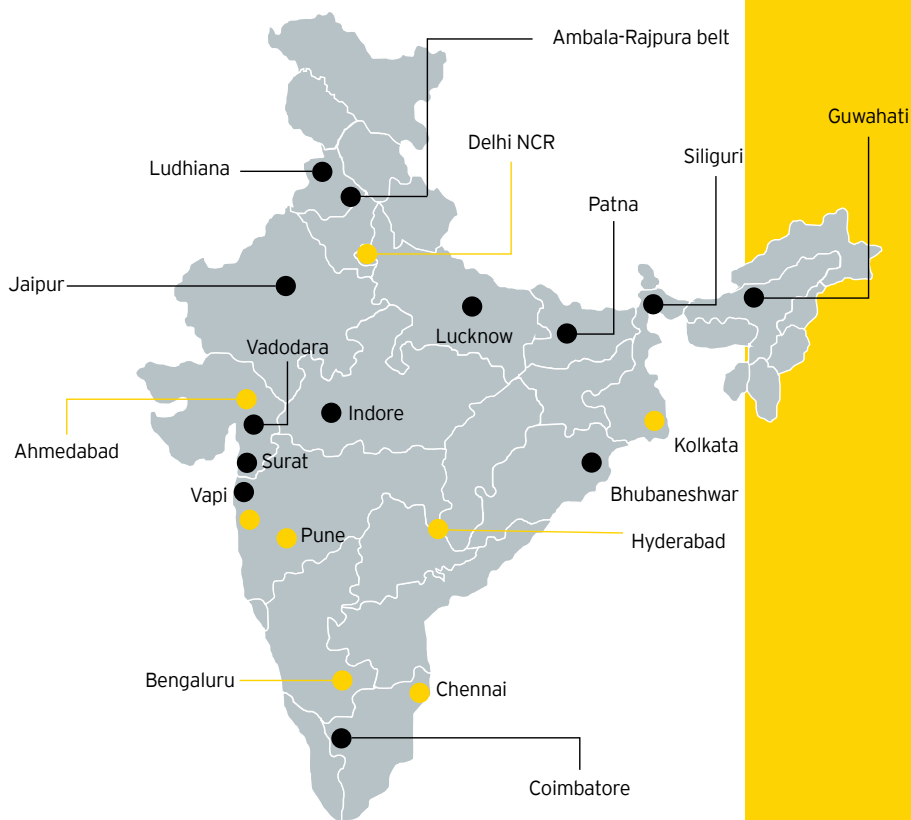 Ambala-Rajpura belt
Guwahati
Delhi NCR
Siliguri
Ludhiana
Patna
Jaipur
Lucknow
Vadodara
Indore
Ahmedabad
Kolkata
Surat
Bhubaneshwar
Vapi
Pune
Hyderabad
Bengaluru
Chennai
Coimbatore